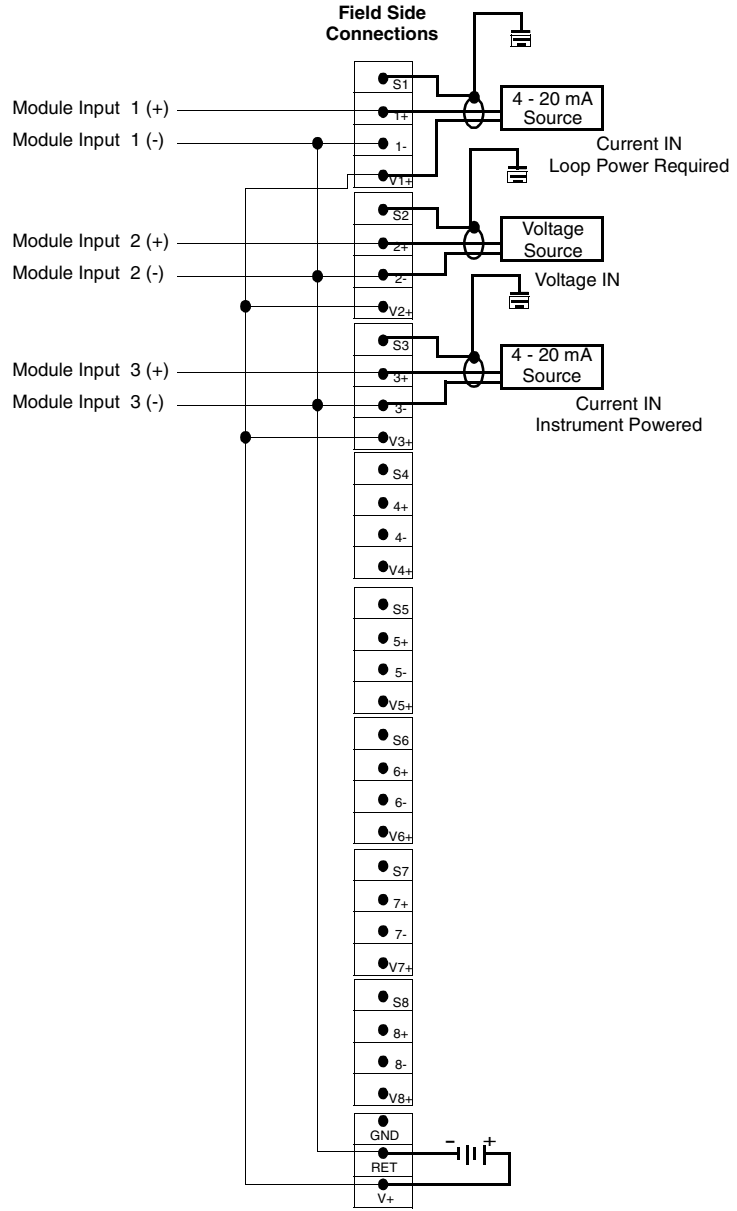 Field Side
Connections
S1
Module Input 1 (+)
1+
4 - 20 mA
Source
Module Input 1 (-)
1-
Current IN
Loop Power Required
V1+
S2
Module Input 2 (+)
2+
Voltage
Source
Module Input 2 (-)
2-
Voltage IN
V2+
S3
Module Input 3 (+)
3+
4 - 20 mA
Source
Module Input 3 (-)
3-
Current IN
Instrument Powered
V3+
S4
4+
4-
V4+
S5
5+
5-
V5+
S6
6+
6-
V6+
S7
7+
7-
V7+
S8
8+
8-
V8+
GND
- +
RET
V+